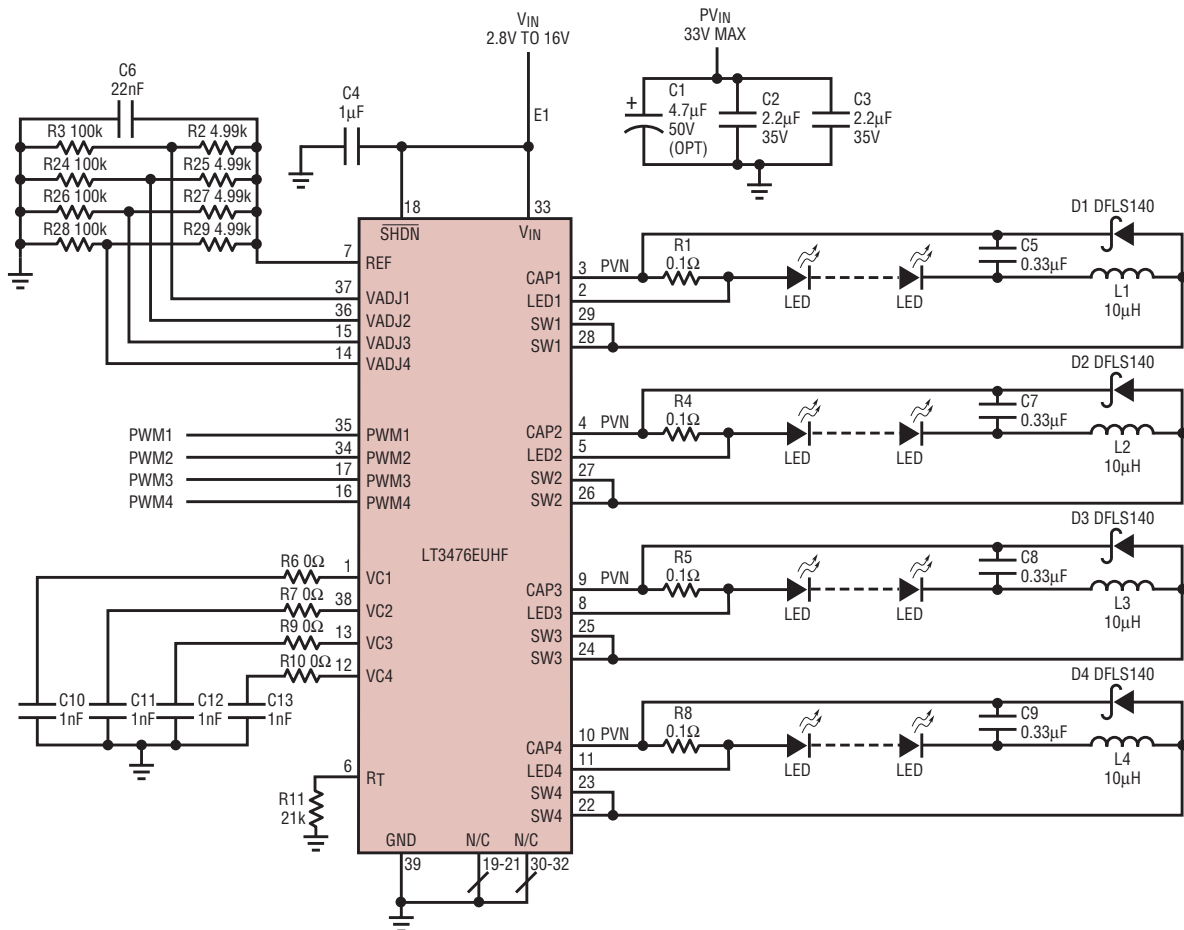 VIN
2.8V TO 16V
PVIN
33V MAX
C6
22nF
C4
1µF
E1
+
C1
4.7µF
50V
(OPT)
C2
2.2µF
35V
C3
2.2µF
35V
R3 100k
R2 4.99k
R24 100k
R25 4.99k
R26 100k
R27 4.99k
R28 100k
R29 4.99k
18
33
SHDN
VIN
7
REF
37
VADJ1
36
VADJ2
15
VADJ3
14
VADJ4
35
PWM1
PWM1
34
PWM2
PWM2
17
PWM3
PWM3
16
PWM4
PWM4
LT3476EUHF
R6 0Ω
1
VC1
R7 0Ω
38
VC2
R9 0Ω
13
VC3
R10 0Ω
12
VC4
C10
1nF
C11
1nF
C12
1nF
C13
1nF
6
RT
R11
21k
GND
N/C
N/C
39
19-21
30-32
D1 DFLS140
CAP1
3
PVN
R1
0.1Ω
LED
LED
C5
0.33µF
L1
10µH
LED1
2
SW1
29
SW1
28
D2 DFLS140
CAP2
4
PVN
R4
0.1Ω
LED
LED
C7
0.33µF
L2
10µH
LED2
5
SW2
27
SW2
26
D3 DFLS140
CAP3
9
PVN
R5
0.1Ω
LED
LED
C8
0.33µF
L3
10µH
LED3
8
SW3
25
SW3
24
D4 DFLS140
CAP4
10
PVN
R8
0.1Ω
LED
LED
C9
0.33µF
L4
10µH
LED4
11
SW4
23
SW4
22